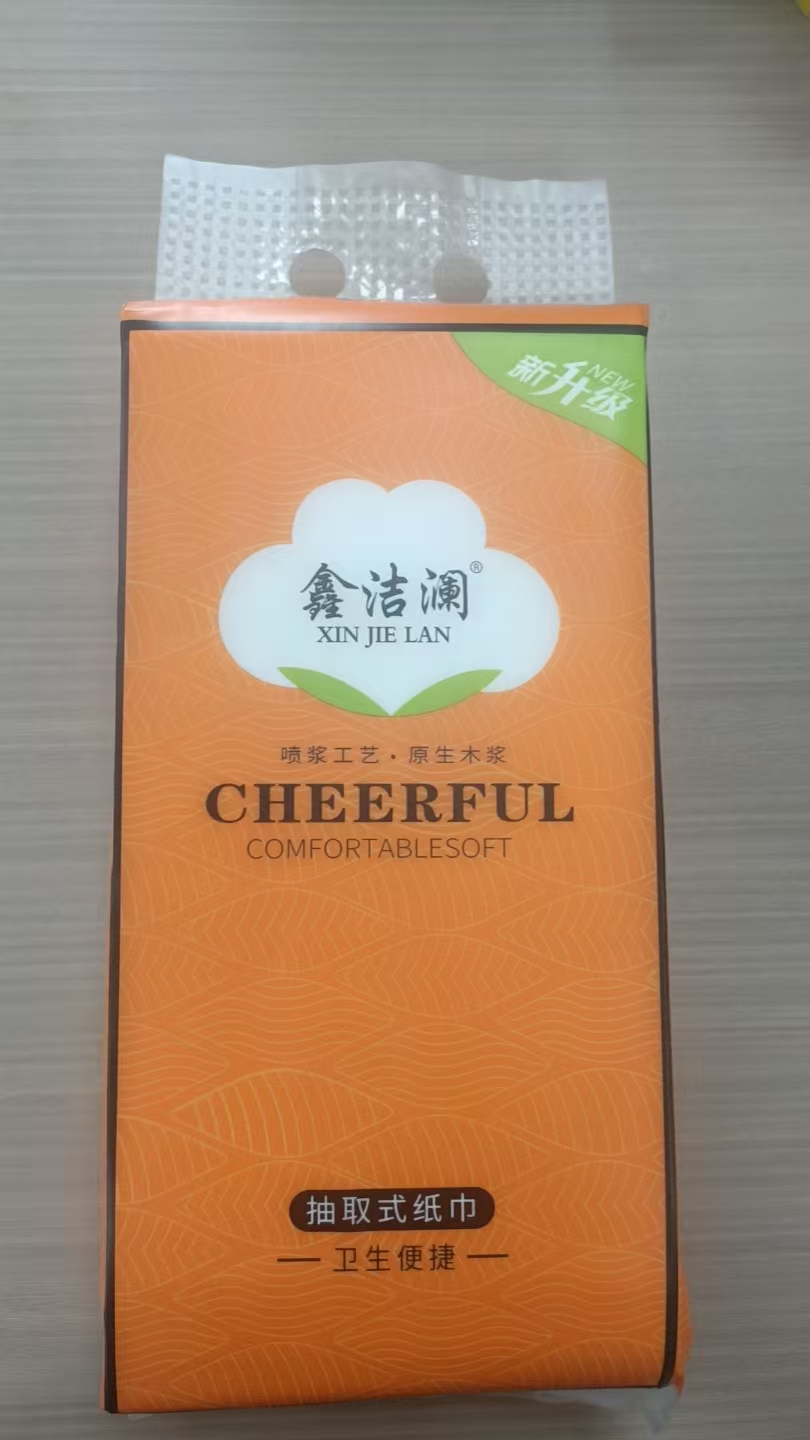 新升级
NEW
鑫洁澜®
XIN JIE LAN
喷浆工艺·原生木浆
CHEERFUL
COMFORTABLESOFT
抽取式纸巾
卫生便捷